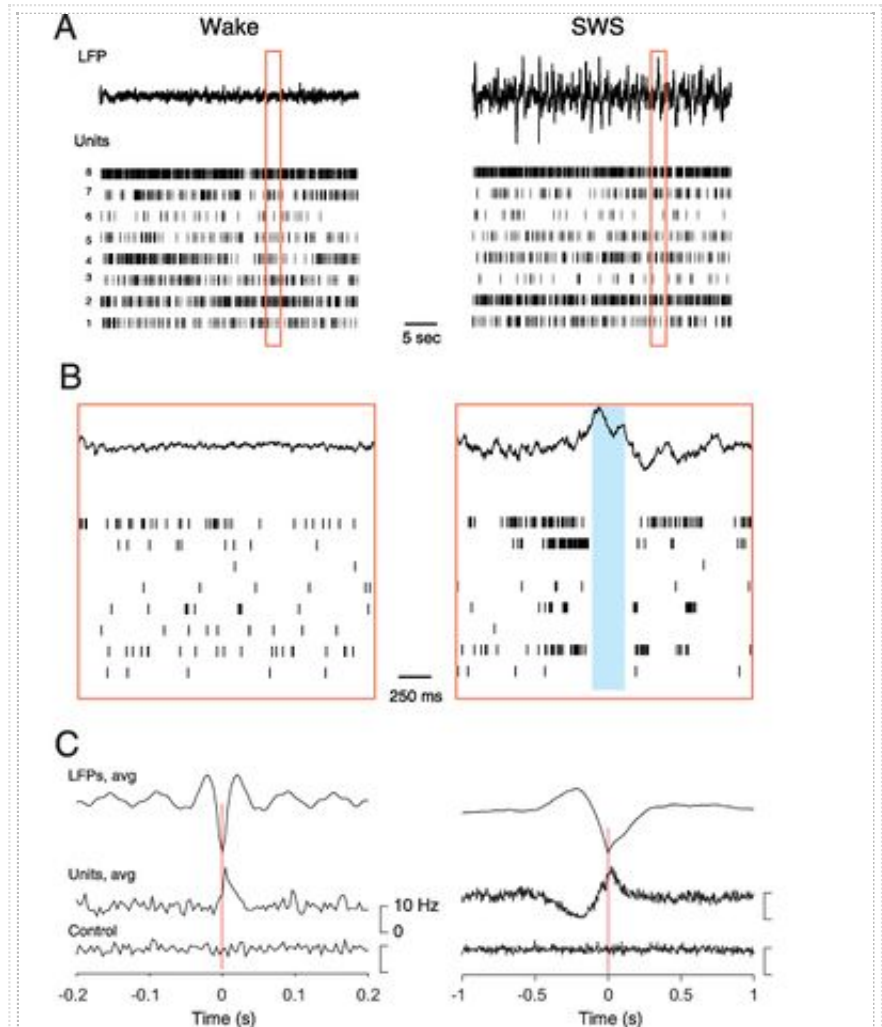 A
Wake
SWS
LFP
Units
8
7
6
5
4
3
2
1
5 sec
B
250 ms
C
LFPs, avg
Units, avg
10 Hz
0
Control
-0.2 -0.1 0 0.1 0.2
-1 -0.5 0 0.5 1
Time (s)
Time (s)